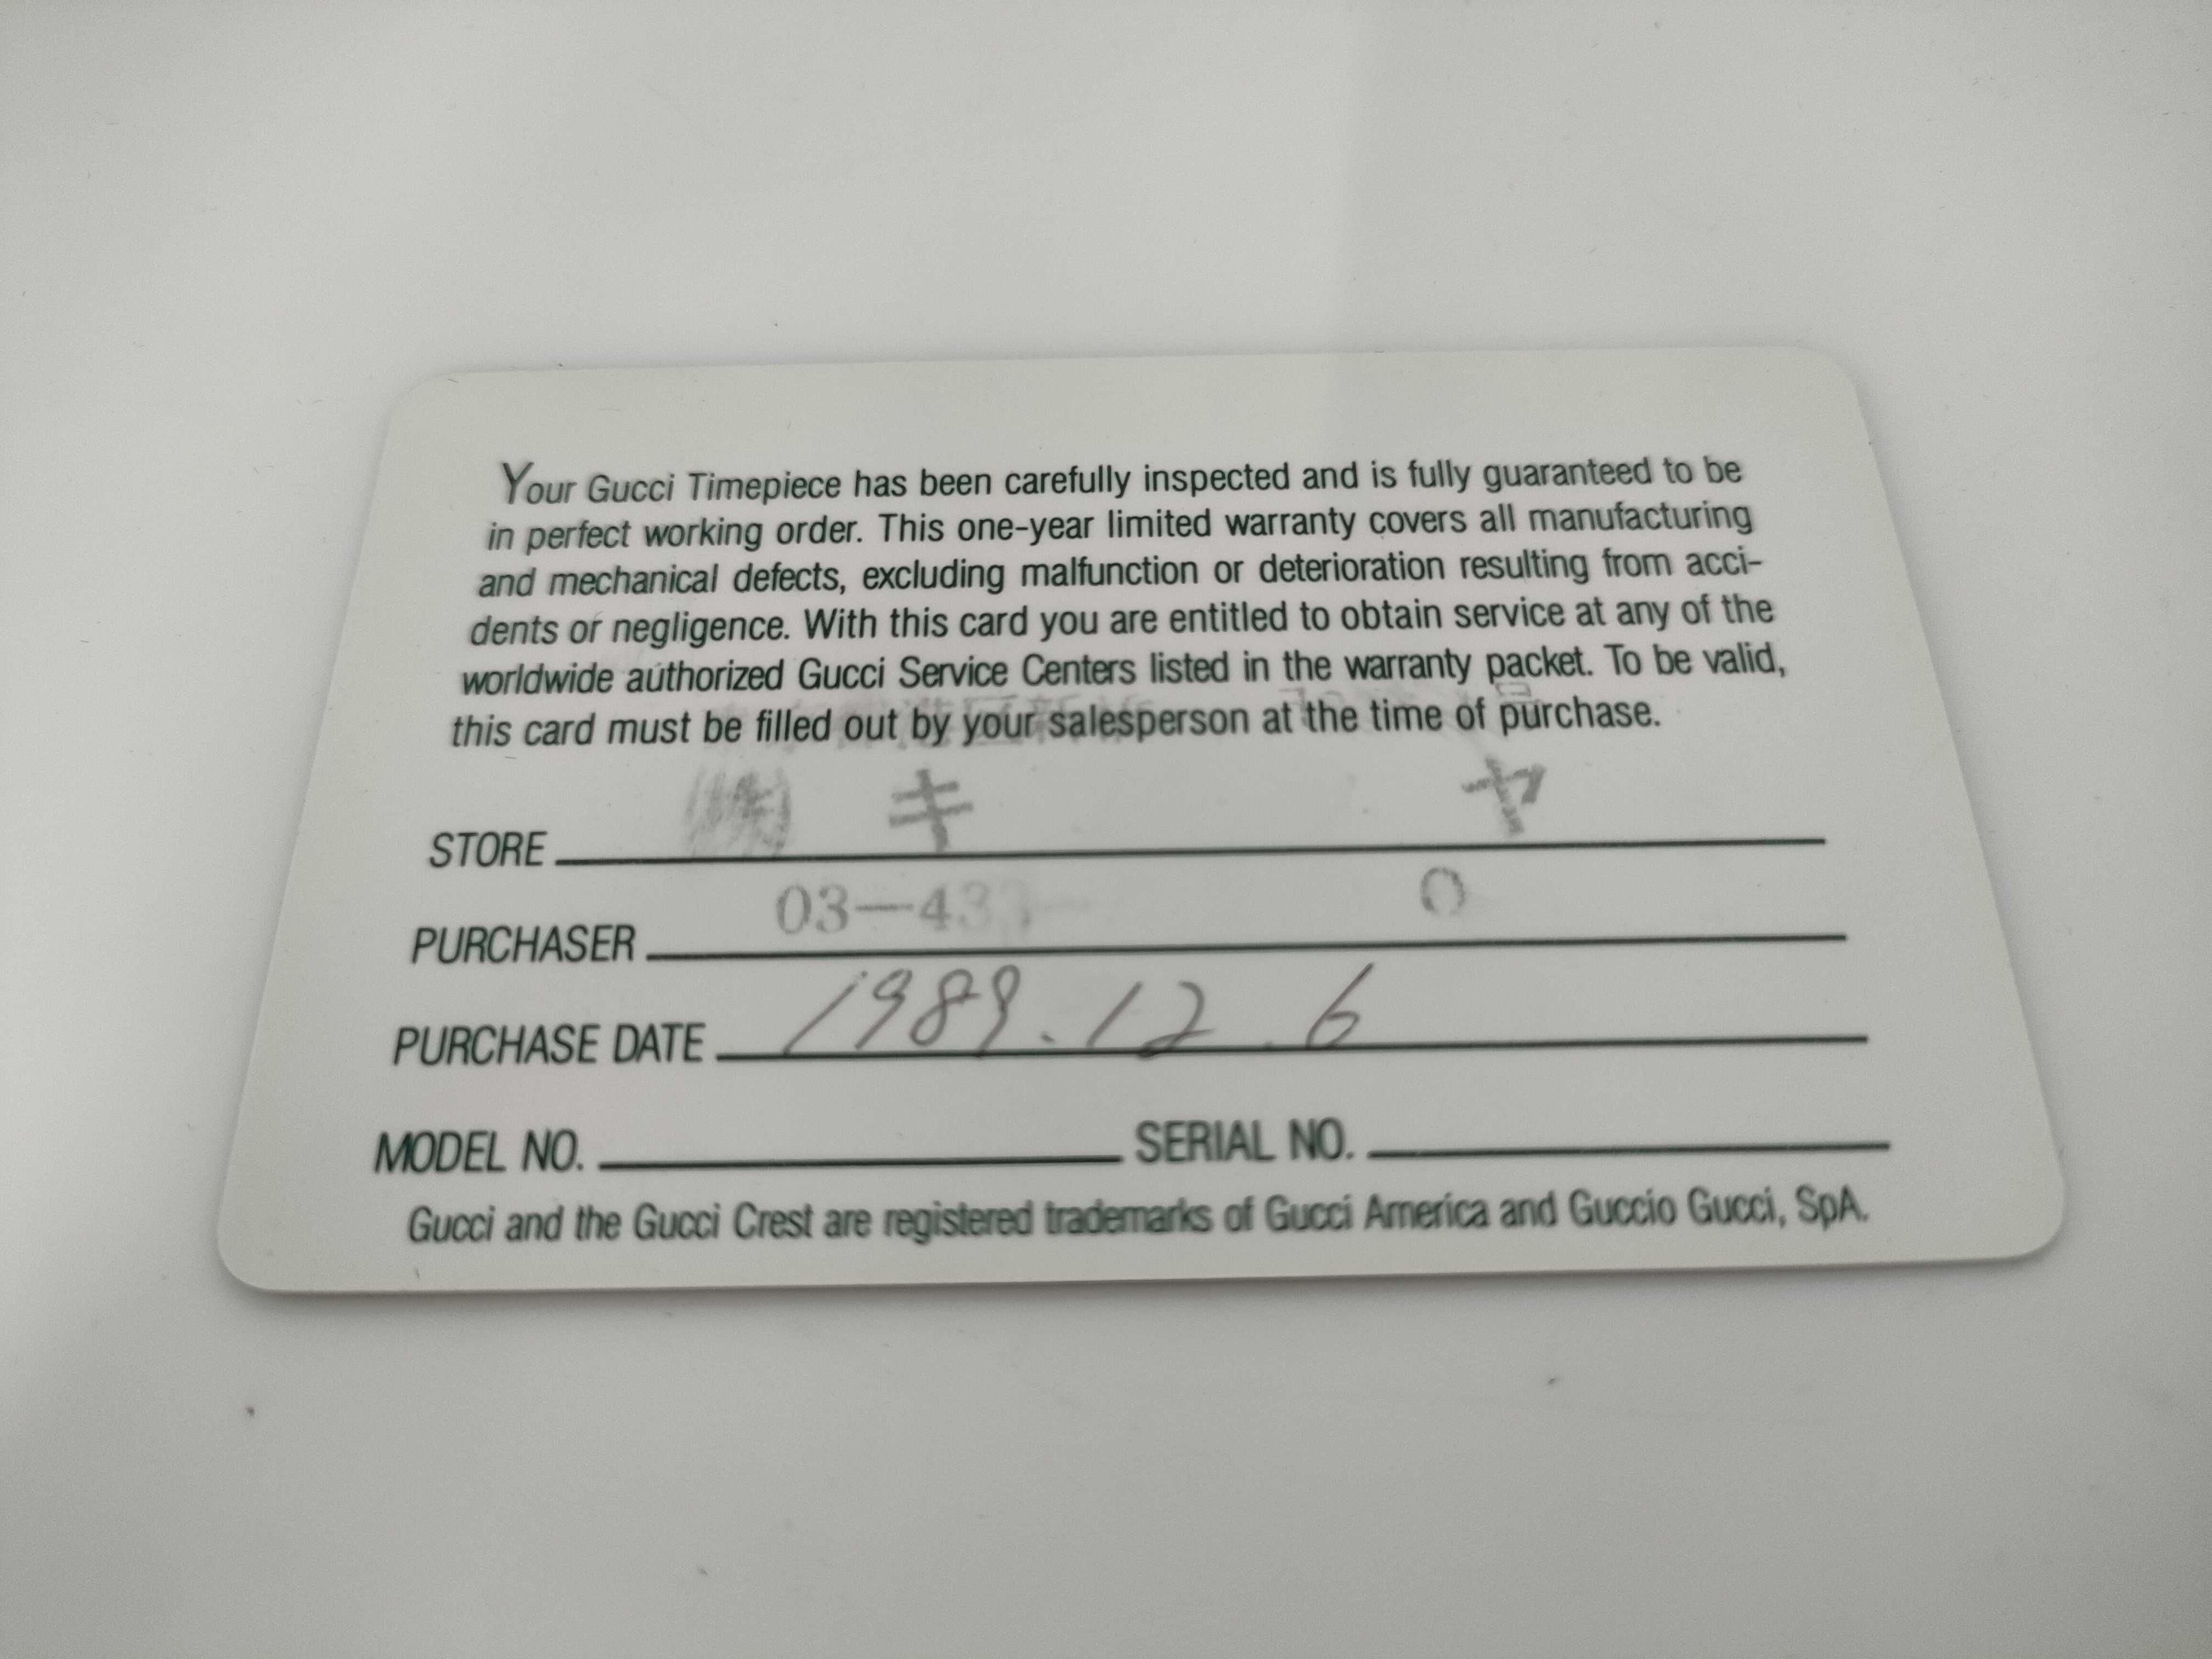 Your Gucci Timepiece has been carefully inspected and is fully guaranteed to be
in perfect working order. This one-year limited warranty covers all manufacturing
and mechanical defects, excluding malfunction or deterioration resulting from acci-
dents or negligence. With this card you are entitled to obtain service at any of the
worldwide authorized Gucci Service Centers listed in the warranty packet. To be valid,
this card must be filled out by your salesperson at the time of purchase.
STORE ㈱ キ ヤ
PURCHASER 03-433- 0
PURCHASE DATE 1989.12.6
MODEL NO. SERIAL NO.
Gucci and the Gucci Crest are registered trademarks of Gucci America and Guccio Gucci, SpA.